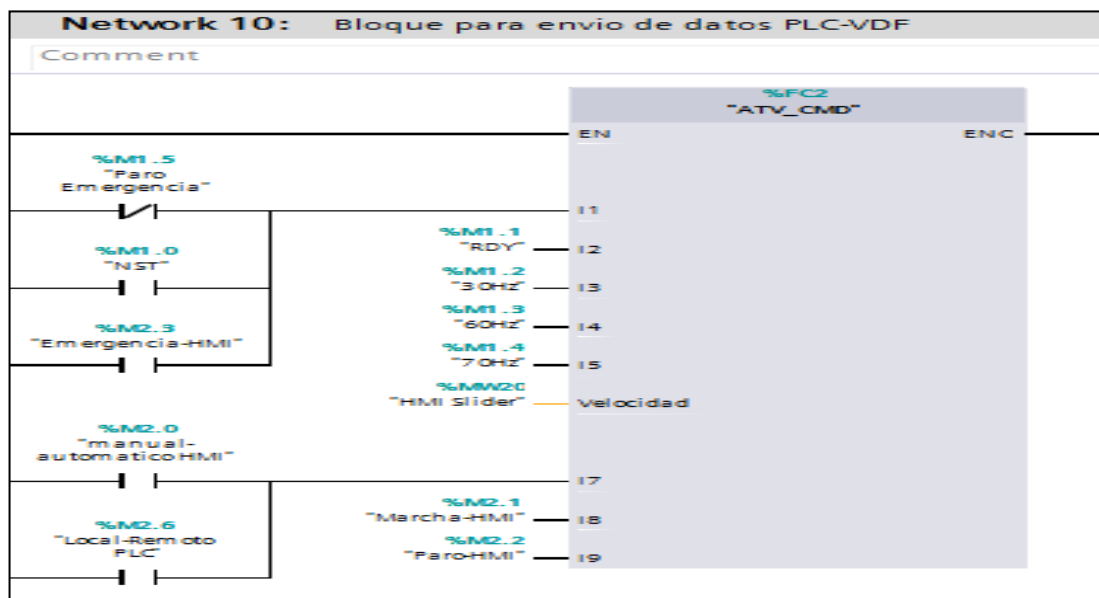 Network 10: Bloque para envio de datos PLC-VDF
Comment
%FC2
"ATV_CMD"
EN
ENC
%M1.5
"Paro
Emergencia"
I1
%M1.1
"RDY"
I2
%M1.0
"NST"
%M1.2
"30Hz"
I3
%M1.3
"60Hz"
I4
%M2.3
"Emergencia-HMI"
%M1.4
"70Hz"
I5
%MW20
"HMI Slider"
Velocidad
%M2.0
"manual-
automatico HMI"
I7
%M2.1
"Marcha-HMI"
I8
%M2.6
"Local-Remoto
PLC"
%M2.2
"Paro-HMI"
I9